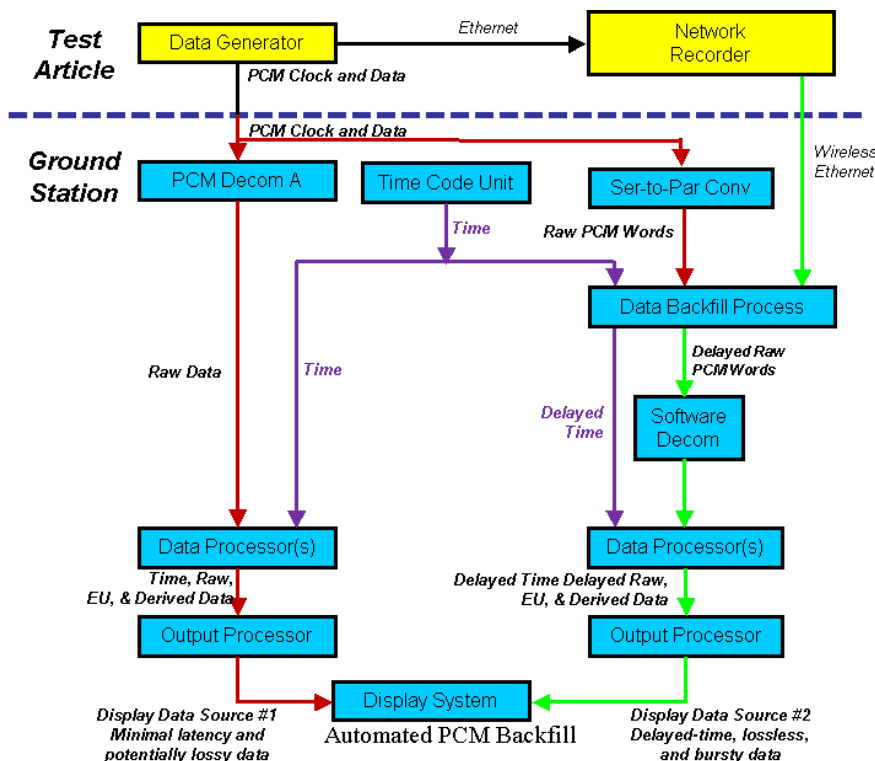 Test
Article
Data Generator
Ethernet
Network
Recorder
PCM Clock and Data
PCM Clock and Data
Ground
Station
PCM Decom A
Time Code Unit
Ser-to-Par Conv
Wireless
Ethernet
Time
Raw PCM Words
Data Backfill Process
Raw Data
Time
Delayed Raw
PCM Words
Delayed
Time
Software
Decom
Data Processor(s)
Data Processor(s)
Time, Raw,
EU, & Derived Data
Delayed Time Delayed Raw,
EU, & Derived Data
Output Processor
Output Processor
Display System
Display Data Source #1
Minimal latency and
potentially lossy data
Automated PCM Backfill
Display Data Source #2
Delayed-time, lossless,
and bursty data